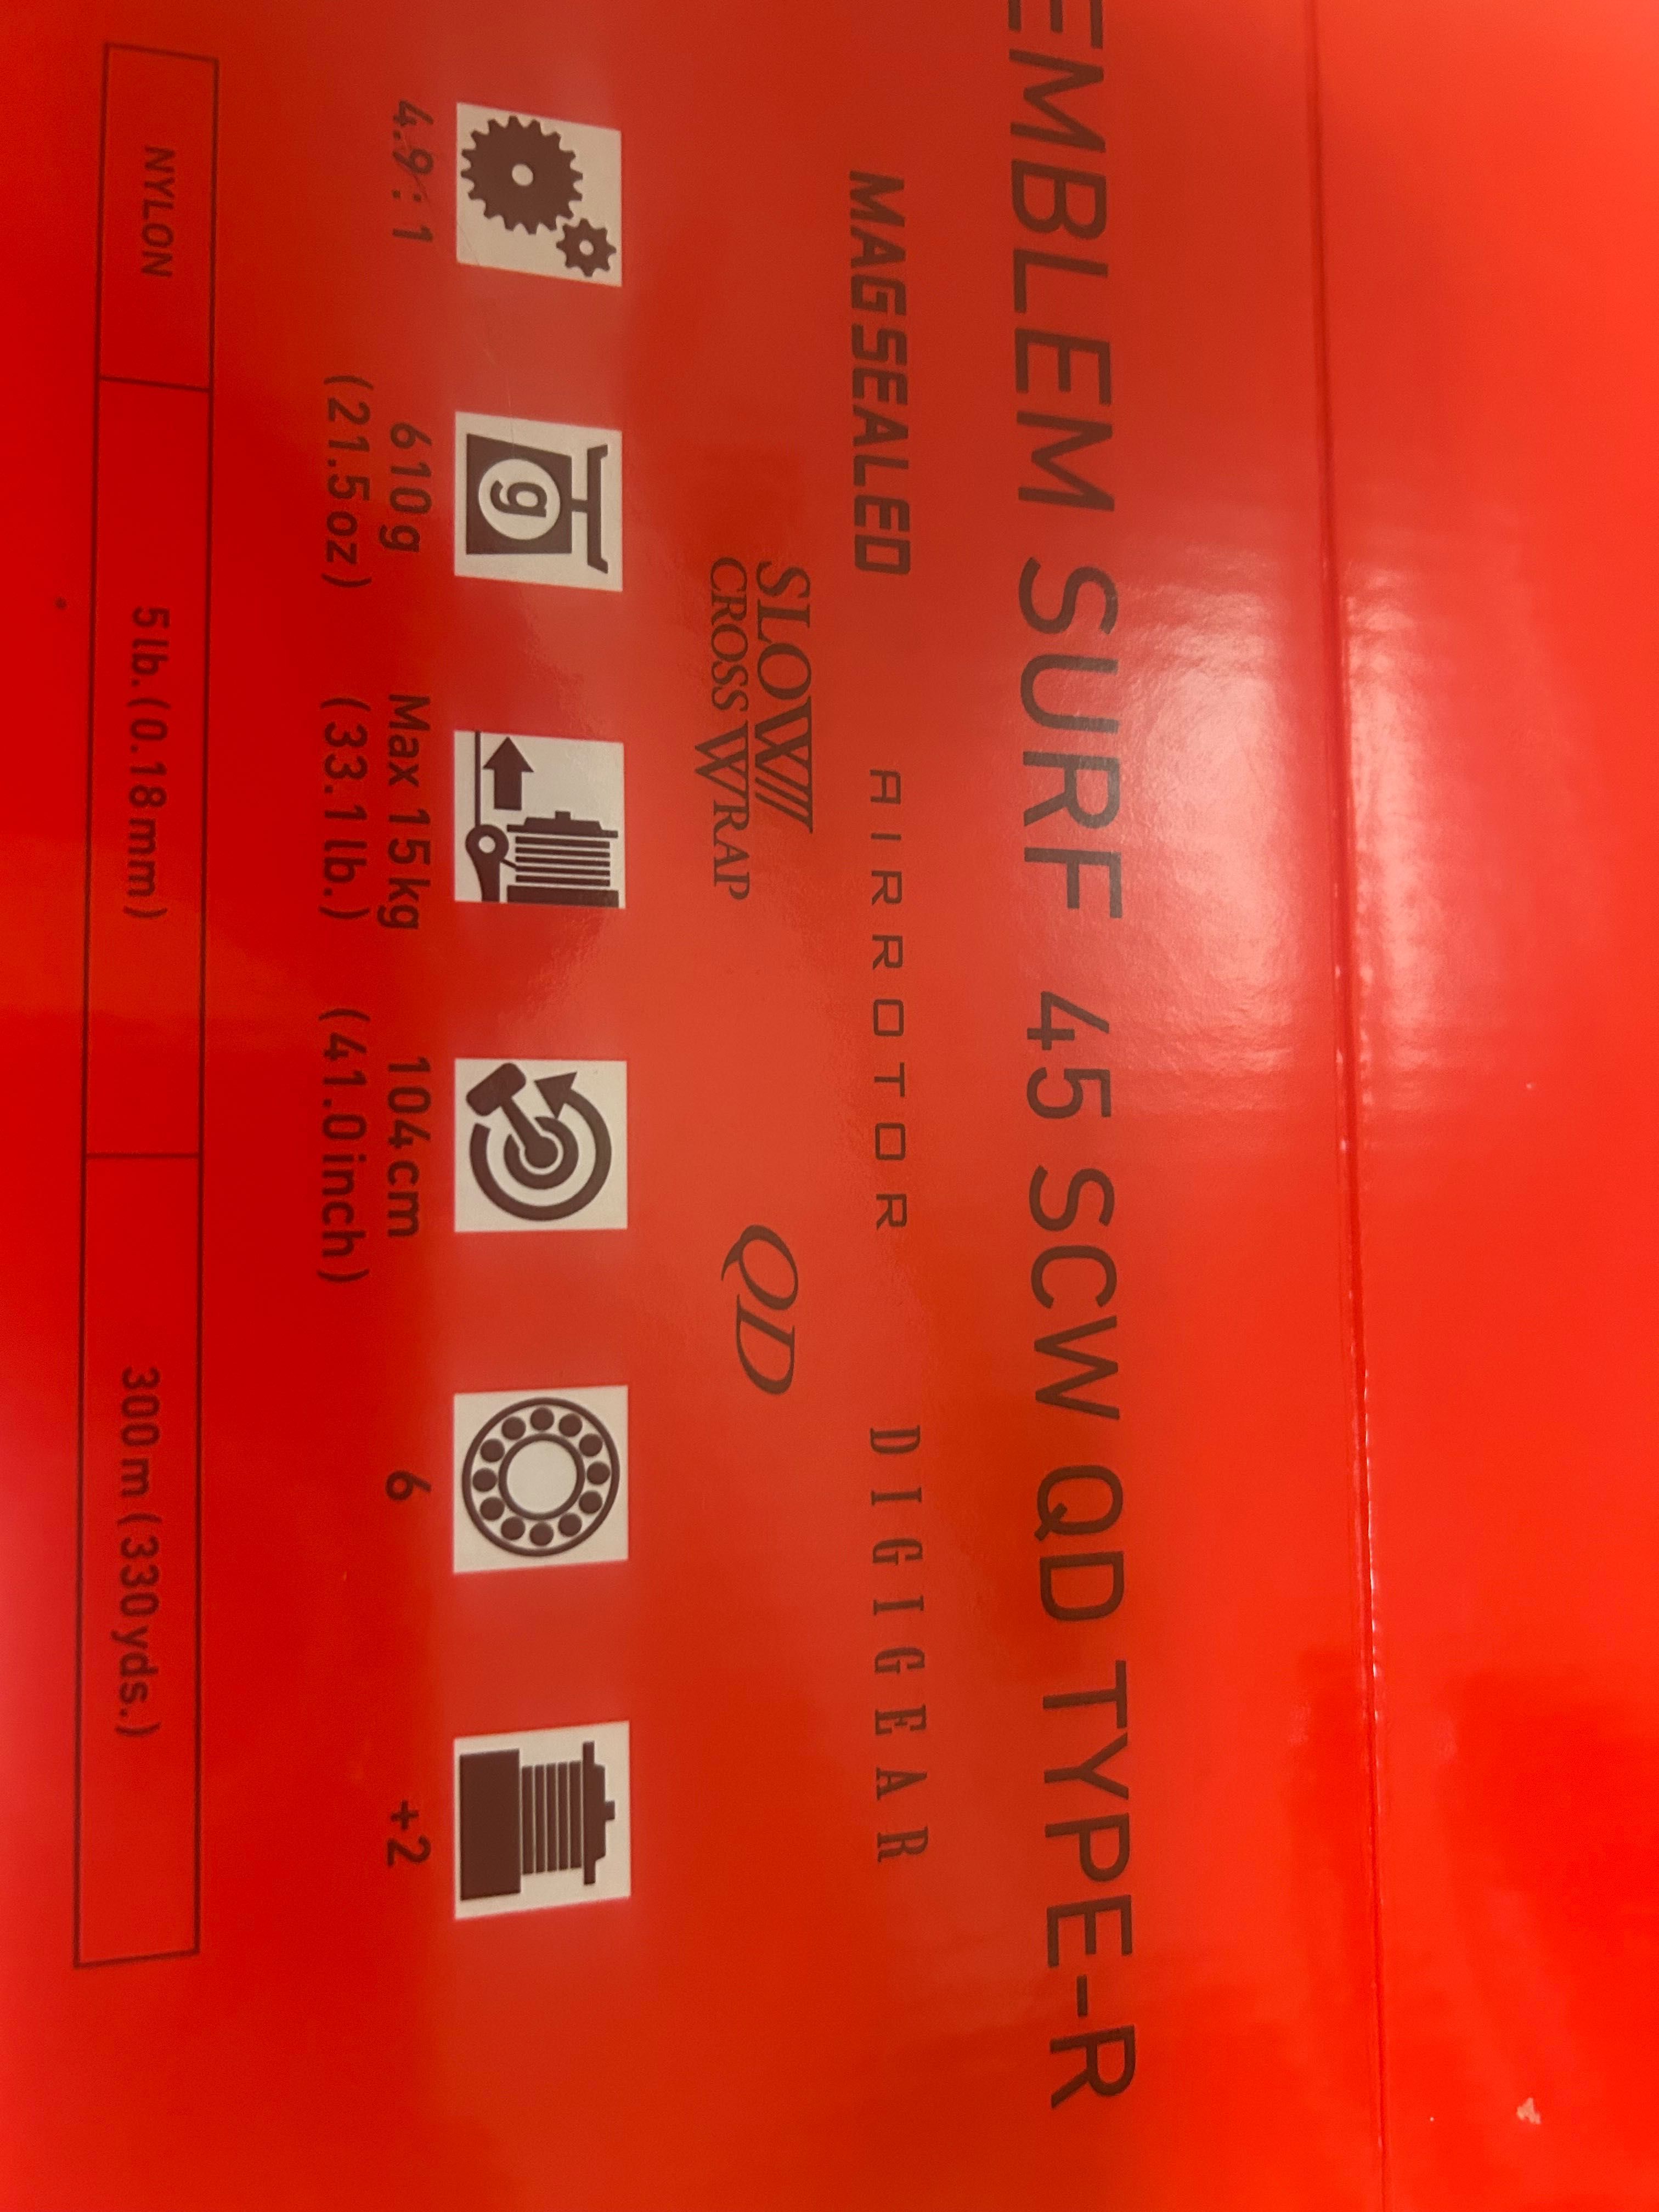 EMBLEM SURF 45 SCW QD TYPE-R
MAGSEALED AIRROTOR DIGIGEAR
SLOW CROSS WRAP QD
4.9:1 610g Max 15kg 104cm 6 +2
(21.5oz) (33.1lb.) (41.0inch)
NYLON 5lb.(0.18mm) 300m(330yds.)
g